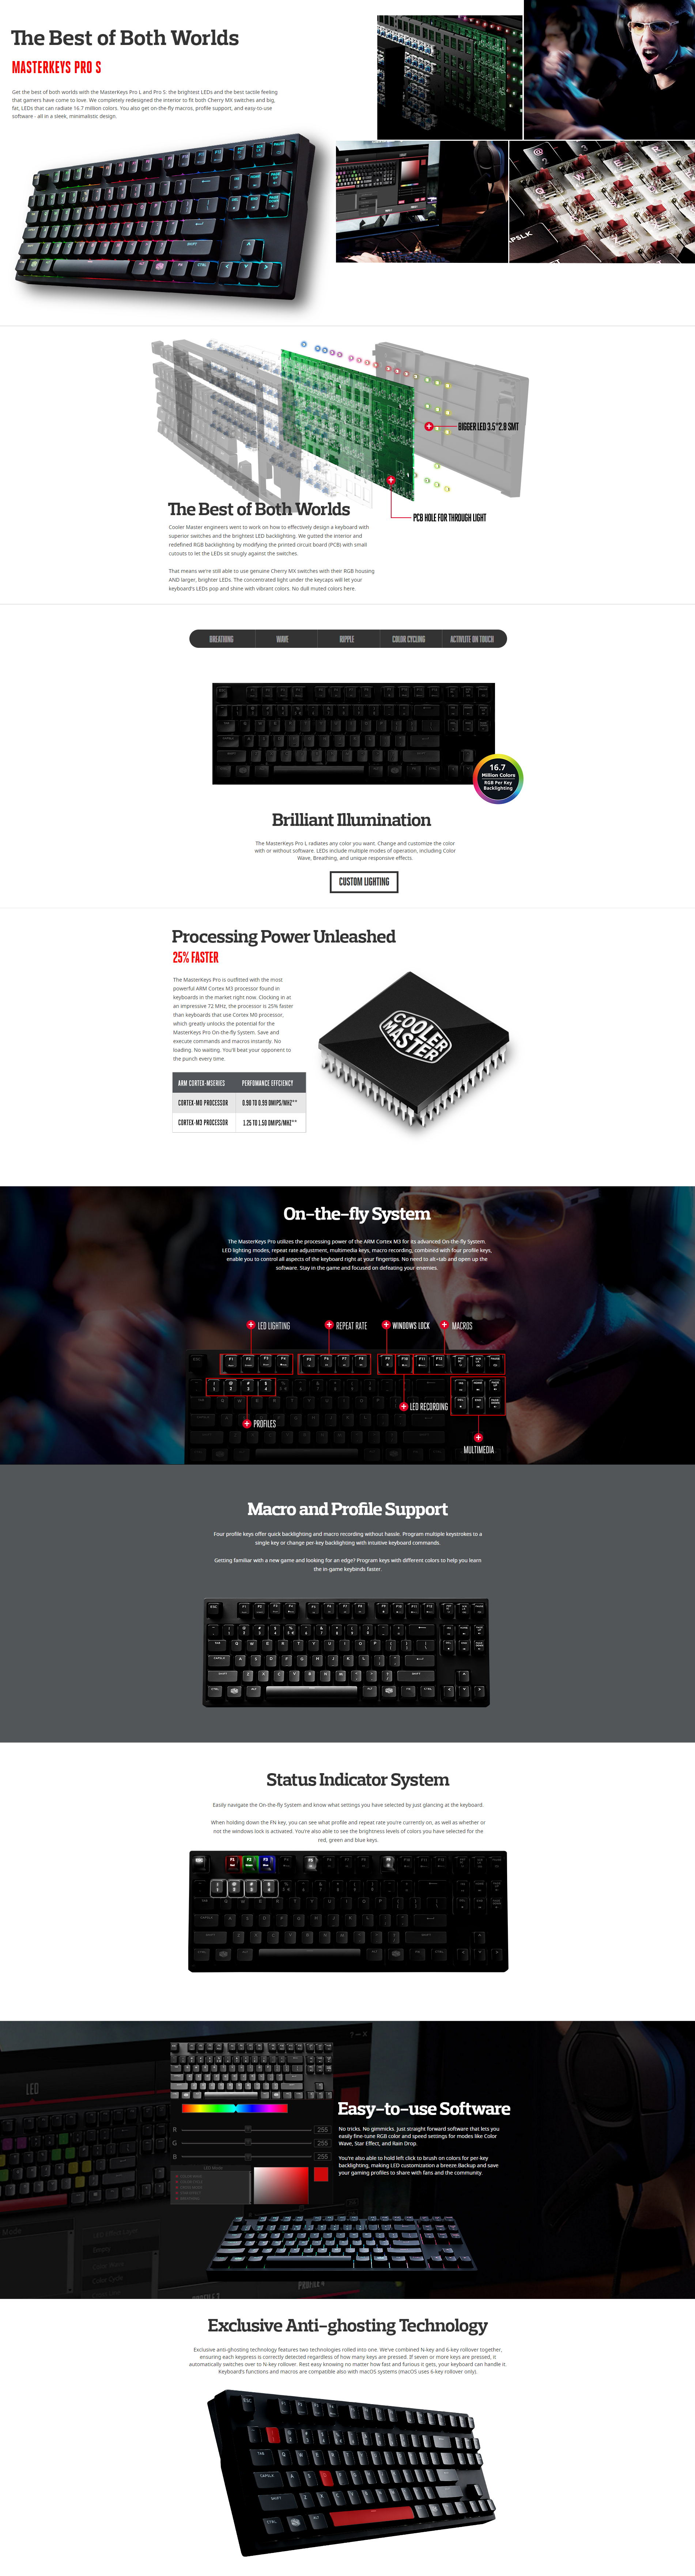 The Best of Both Worlds
MASTERKEYS PRO S
Get the best of both worlds with the MasterKeys Pro L and Pro S: the brightest LEDs and the best tactile feeling
that gamers have come to love. We completely redesigned the interior to fit both Cherry MX switches and big,
fat, LEDs that can radiate 16.7 million colors. You also get on-the-fly macros, profile support, and easy-to-use
software - all in a sleek, minimalistic design.
BIGGER LED 3.5*2.8 SMT
PCB HOLE FOR THROUGH LIGHT
The Best of Both Worlds
Cooler Master engineers went to work on how to effectively design a keyboard with
superior switches and the brightest LED backlighting. We gutted the interior and
redefined RGB backlighting by modifying the printed circuit board (PCB) with small
cutouts to let the LEDs sit snugly against the switches.
That means we're still able to use genuine Cherry MX switches with their RGB housing
AND larger, brighter LEDs. The concentrated light under the keycaps will let your
keyboard's LEDs pop and shine with vibrant colors. No dull muted colors here.
BREATHING
WAVE
RIPPLE
COLOR CYCLING
ACTIVELITE ON TOUCH
16.7
Million Colors
RGB Per Key
Backlighting
Brilliant Illumination
The MasterKeys Pro L radiates any color you want. Change and customize the color
with or without software. LEDs include multiple modes of operation, including Color
Wave, Breathing, and unique responsive effects.
CUSTOM LIGHTING
Processing Power Unleashed
25% FASTER
The MasterKeys Pro is outfitted with the most
powerful ARM Cortex M3 processor found in
keyboards in the market right now. Clocking in at
an impressive 72 MHz, the processor is 25% faster
than keyboards that use Cortex M0 processor,
which greatly unlocks the potential for the
MasterKeys Pro On-the-fly System. Save and
execute commands and macros instantly. No
loading. No waiting. You'll beat your opponent to
the punch every time.
COOLER
MASTER
ARM CORTEX-MSERIES PERFOMANCE EFFCIENCY
CORTEX-M0 PROCESSOR 0.90 TO 0.99 DMIPS/MHZ**
CORTEX-M3 PROCESSOR 1.25 TO 1.50 DMIPS/MHZ**
On-the-fly System
The MasterKeys Pro utilizes the processing power of the ARM Cortex M3 for its advanced On-the-fly System.
LED lighting modes, repeat rate adjustment, multimedia keys, macro recording, combined with four profile keys,
enable you to control all aspects of the keyboard right at your fingertips. No need to alt+tab and open up the
software. Stay in the game and focused on defeating your enemies.
LED LIGHTING
REPEAT RATE
WINDOWS LOCK
MACROS
LED RECORDING
PROFILES
MULTIMEDIA
Macro and Profile Support
Four profile keys offer quick backlighting and macro recording without hassle. Program multiple keystrokes to a
single key or change per-key backlighting with intuitive keyboard commands.
Getting familiar with a new game and looking for an edge? Program keys with different colors to help you learn
the in-game keybinds faster.
Status Indicator System
Easily navigate the On-the-fly System and know what settings you have selected by just glancing at the keyboard.
When holding down the FN key, you can see what profile and repeat rate you're currently on, as well as whether or
not the windows lock is activated. You're also able to see the brightness levels of colors you have selected for the
red, green and blue keys.
LED
R 255
G 255
B 255
Easy-to-use Software
No tricks. No gimmicks. Just straight forward software that lets you
easily fine-tune RGB color and speed settings for modes like Color
Wave, Star Effect, and Rain Drop.
You're also able to hold left click to brush on colors for per-key
backlighting, making LED customization a breeze (Backup and save
your gaming profiles to share with fans and the community.
Exclusive Anti-ghosting Technology
Exclusive anti-ghosting technology features two technologies rolled into one. We've combined N-key and 6-key rollover together,
ensuring each keypress is correctly detected regardless of how many keys are pressed. If seven or more keys are pressed, it
automatically switches over to N-key rollover. Rest easy knowing no matter how fast and furious it gets, your keyboard can handle it.
Keyboard's functions and macros are compatible also with macOS systems (macOS uses 6-key rollover only).